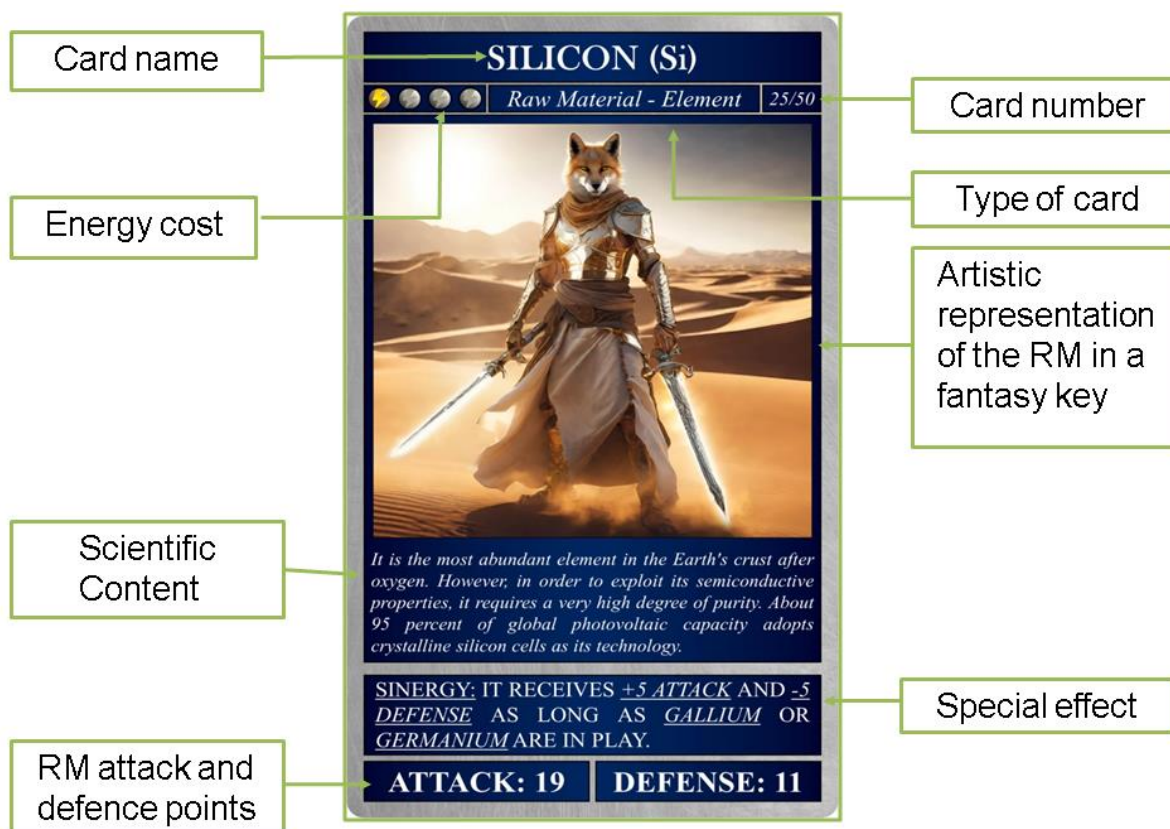 Card name
SILICON (Si)
Raw Material - Element
25/50
Card number
Energy cost
Type of card
Artistic
representation
of the RM in a
fantasy key
Scientific
Content
It is the most abundant element in the Earth's crust after
oxygen. However, in order to exploit its semiconductive
properties, it requires a very high degree of purity. About
95 percent of global photovoltaic capacity adopts
crystalline silicon cells as its technology.
SINERGY: IT RECEIVES +5 ATTACK AND -5
DEFENSE AS LONG AS GALLIUM OR
GERMANIUM ARE IN PLAY.
Special effect
RM attack and
defence points
ATTACK: 19
DEFENSE: 11